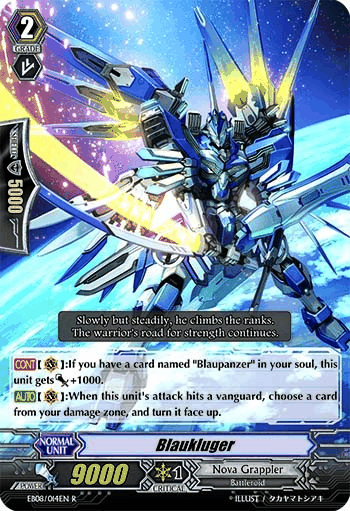 2
GRADE
SHIELD
5000
Slowly but steadily, he climbs the ranks.
The warrior's road for strength continues.
CONT [ ]:If you have a card named "Blaupanzer" in your soul, this
unit gets +1000.
AUTO [ ]:When this unit's attack hits a vanguard, choose a card
from your damage zone, and turn it face up.
NORMAL
UNIT
Blaukluger
POWER
9000
1
CRITICAL
Nova Grappler
Battleroid
EB08/014EN R
© ILLUST / タカヤマトシアキ